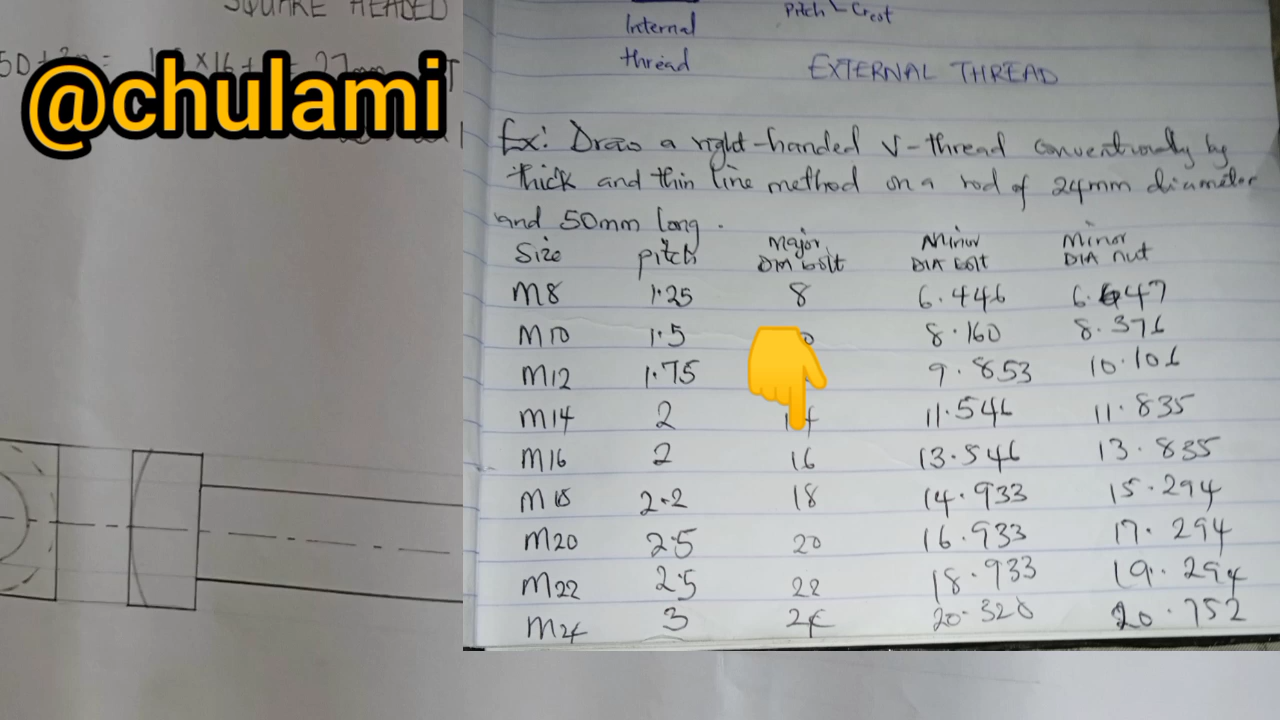 SQUARE HEADED
@chulami
Internal
thread
Pitch Crest
EXTERNAL THREAD
Ex: Draw a right-handed V-thread conventionally by
thick and thin line method on a rod of 24mm diameter
and 50mm long.
Size pitch Major DIA bolt Minor DIA bolt Minor DIA nut
M8 1.25 8 6.446 6.647
M10 1.5 8.160 8.376
M12 1.75 9.853 10.106
M14 2 11.546 11.835
M16 2 16 13.546 13.835
M18 2.2 18 14.933 15.294
M20 2.5 20 16.933 17.294
M22 2.5 22 18.933 19.294
M24 3 24 20.320 20.752